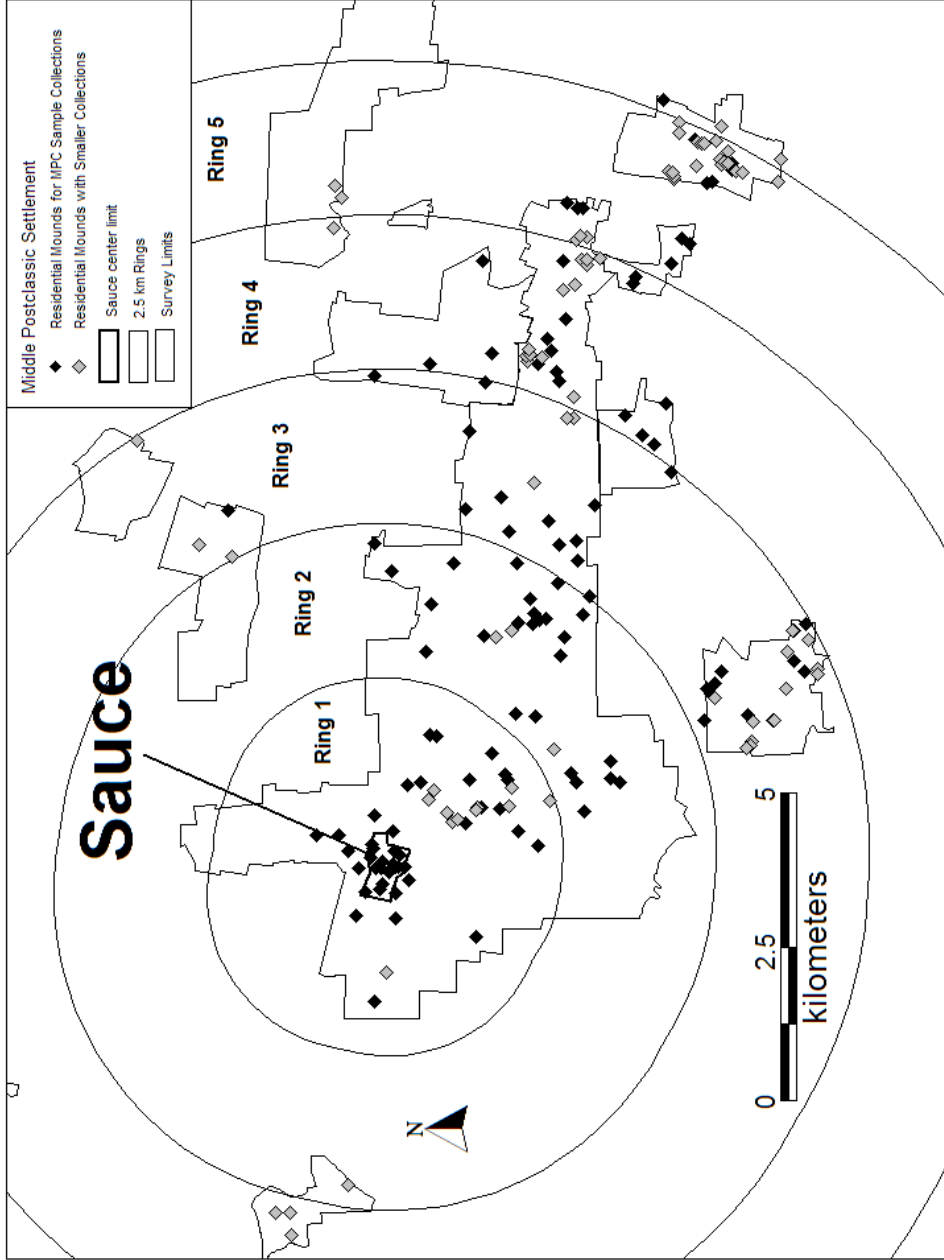 Middle Postclassic Settlement
Residential Mounds for MPC Sample Collections
Residential Mounds with Smaller Collections
Sauce center limit
2.5 km Rings
Survey Limits
Sauce
Ring 1
Ring 2
Ring 3
Ring 4
Ring 5
N
0 2.5 5
kilometers